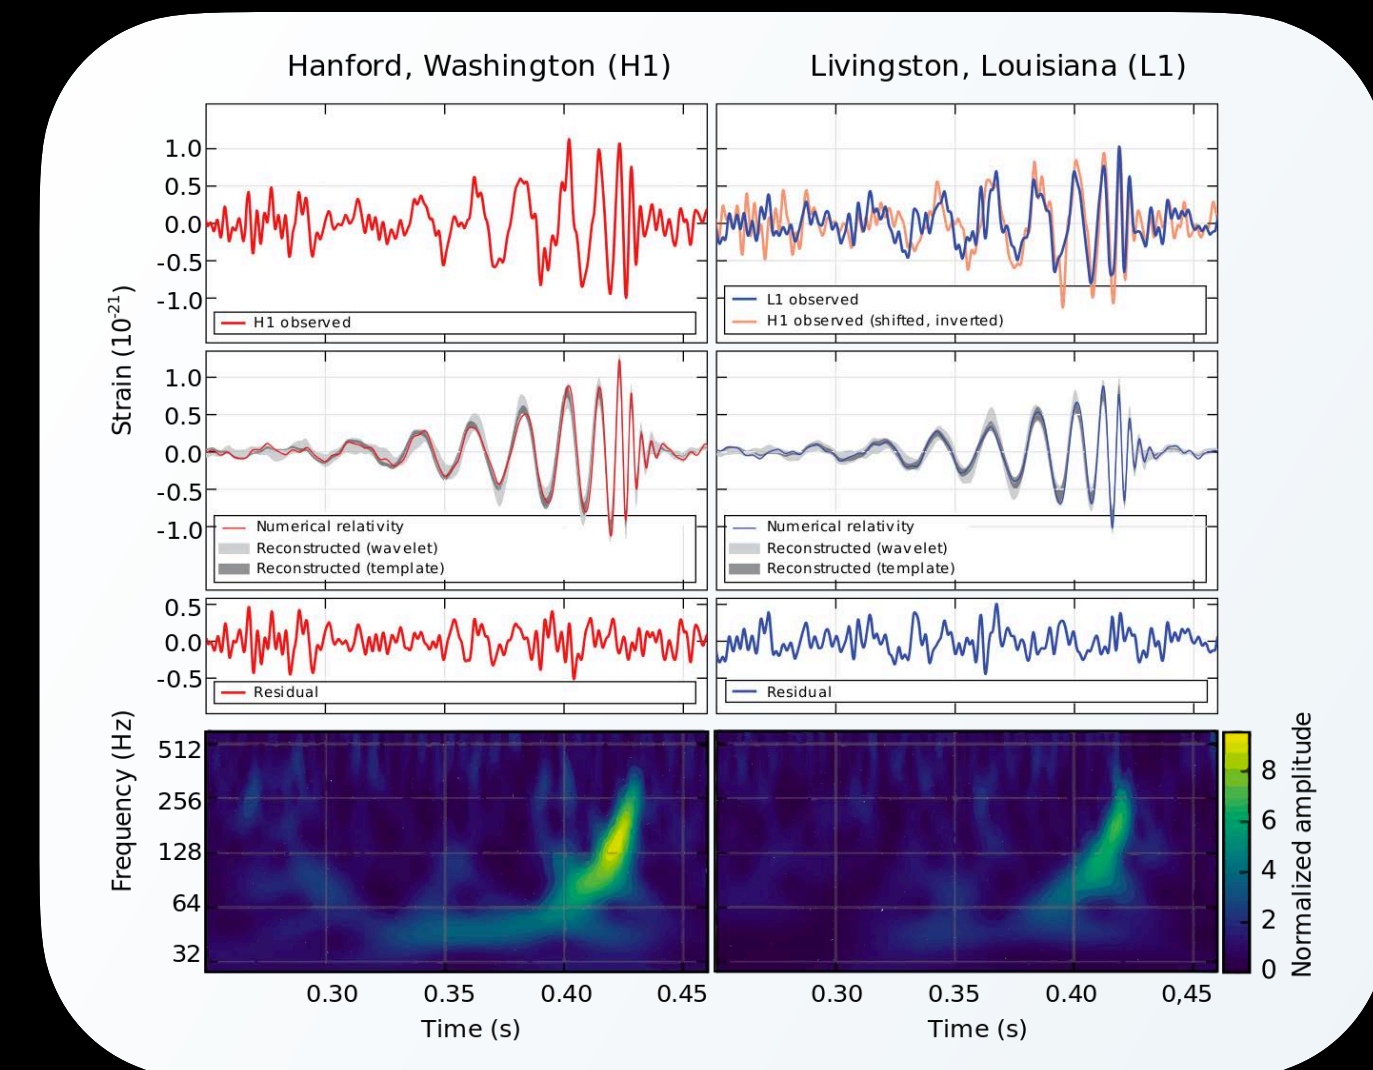 Hanford, Washington (H1)
Livingston, Louisiana (L1)
Strain (10-21)
1.0
0.5
0.0
-0.5
-1.0
H1 observed
L1 observed
H1 observed (shifted, inverted)
1.0
0.5
0.0
-0.5
-1.0
Numerical relativity
Reconstructed (wavelet)
Reconstructed (template)
Numerical relativity
Reconstructed (wavelet)
Reconstructed (template)
0.5
0.0
-0.5
Residual
Residual
Frequency (Hz)
512
256
128
64
32
Normalized amplitude
8
6
4
2
0
0.30 0.35 0.40 0.45
0.30 0.35 0.40 0,45
Time (s)
Time (s)